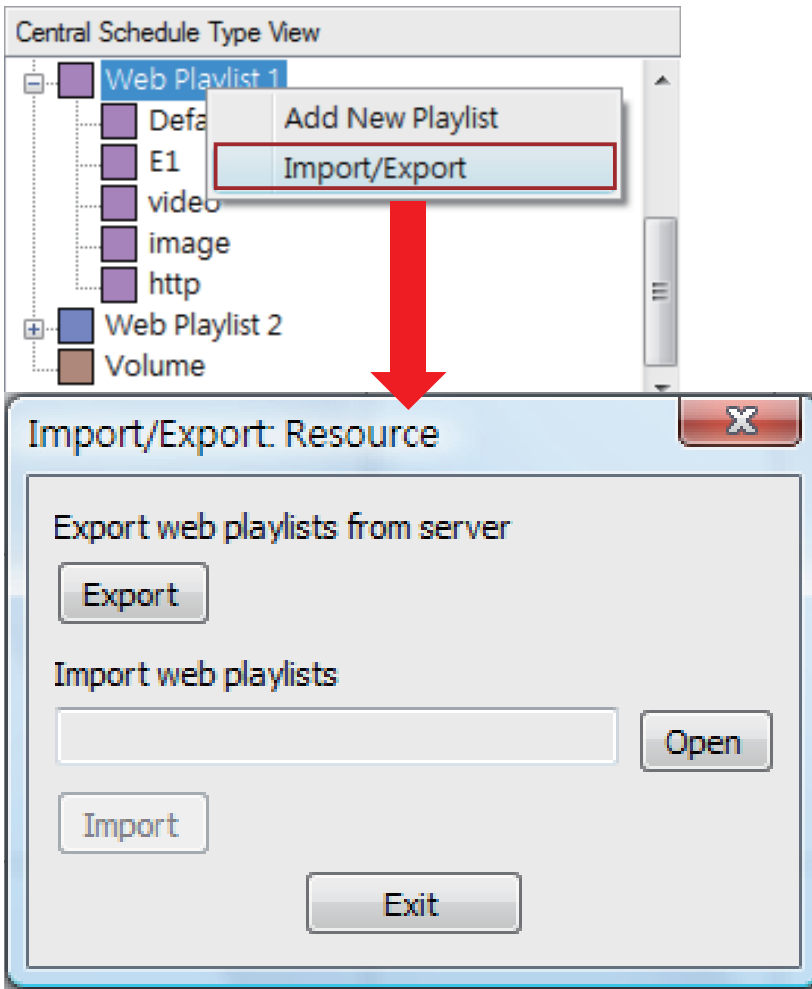 Central Schedule Type View
Web Playlist 1
Add New Playlist
E1
Import/Export
video
image
http
Web Playlist 2
Volume
Import/Export: Resource
Export web playlists from server
Export
Import web playlists
Open
Import
Exit